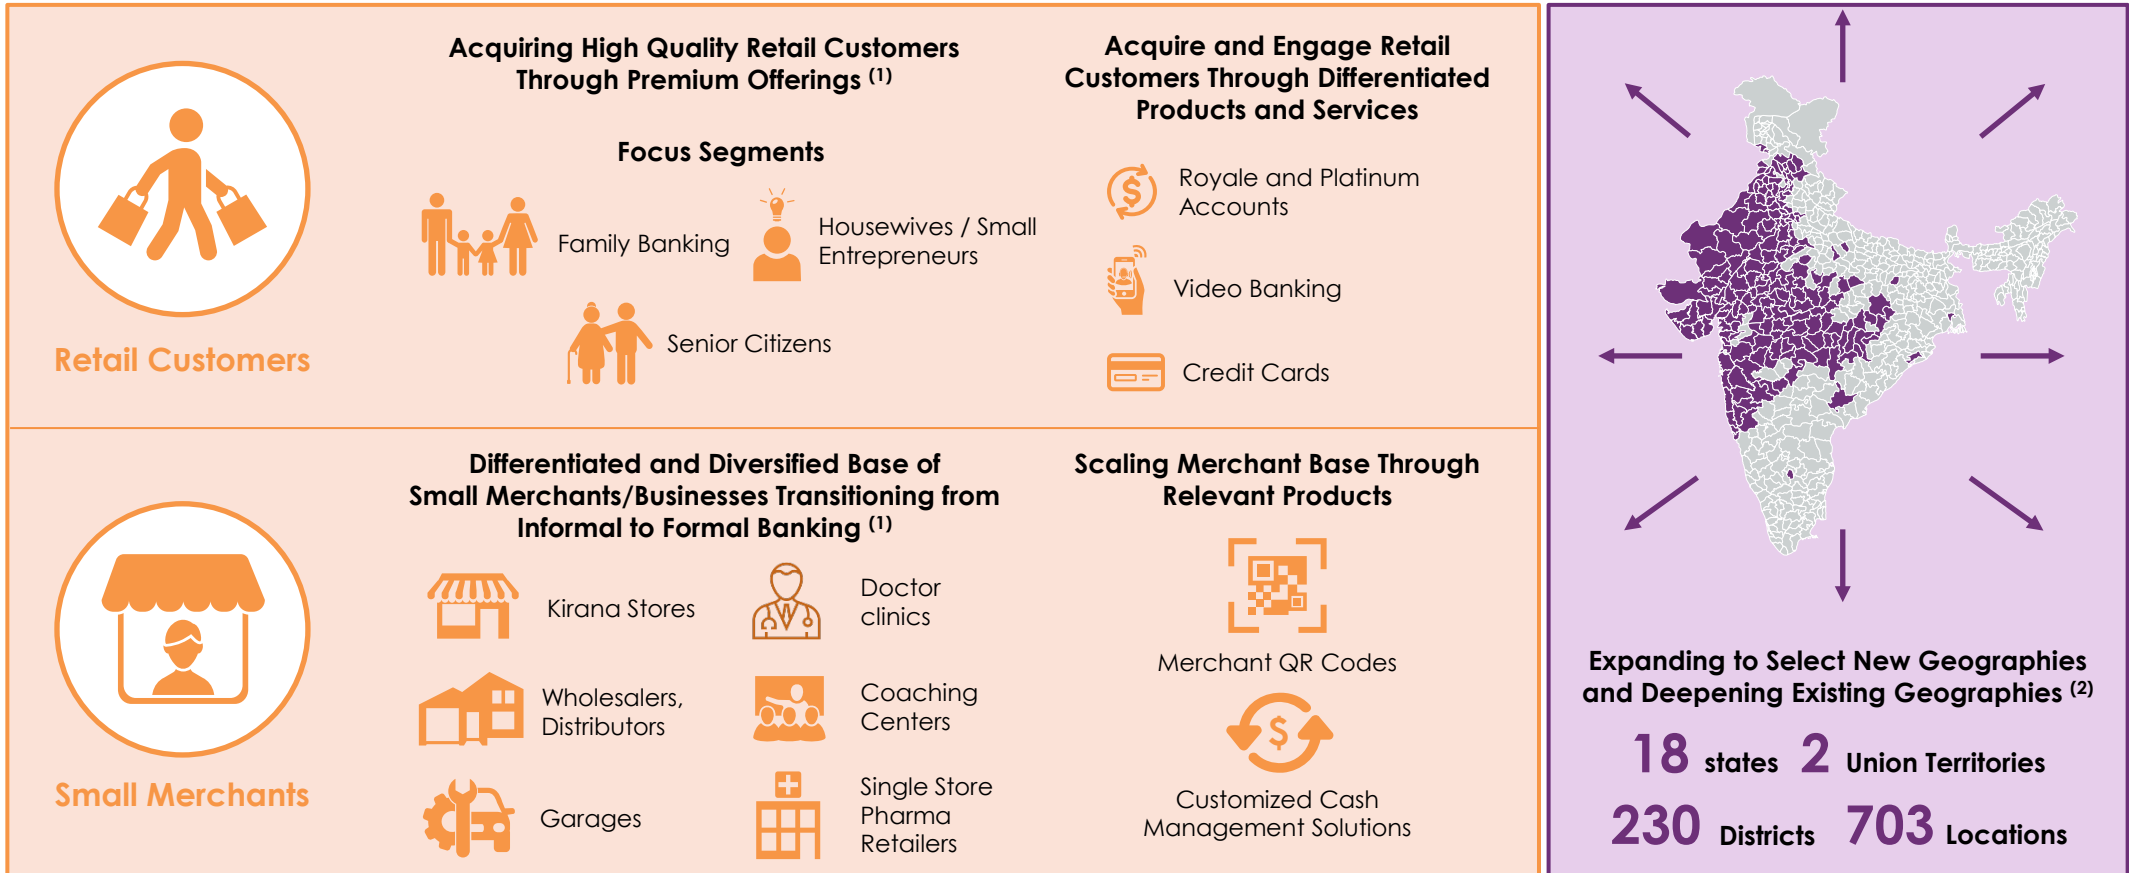 Acquiring High Quality Retail Customers
Through Premium Offerings (1)
Focus Segments
Family Banking
Housewives / Small
Entrepreneurs
Senior Citizens
Retail Customers
Acquire and Engage Retail
Customers Through Differentiated
Products and Services
Royale and Platinum
Accounts
Video Banking
Credit Cards
Differentiated and Diversified Base of
Small Merchants/Businesses Transitioning from
Informal to Formal Banking (1)
Kirana Stores
Doctor
clinics
Wholesalers,
Distributors
Coaching
Centers
Garages
Single Store
Pharma
Retailers
Small Merchants
Scaling Merchant Base Through
Relevant Products
Merchant QR Codes
$
Customized Cash
Management Solutions
Expanding to Select New Geographies
and Deepening Existing Geographies (2)
18 states 2 Union Territories
230 Districts 703 Locations